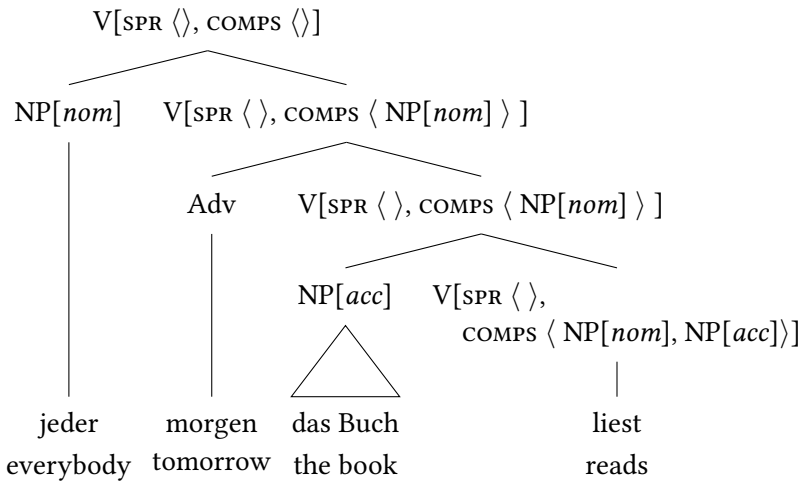 V[SPR ⟨⟩, COMPS ⟨⟩]
NP[nom] V[SPR ⟨ ⟩, COMPS ⟨ NP[nom] ⟩ ]
Adv V[SPR ⟨ ⟩, COMPS ⟨ NP[nom] ⟩ ]
NP[acc] V[SPR ⟨ ⟩,
COMPS ⟨ NP[nom], NP[acc]⟩]
jeder morgen das Buch liest
everybody tomorrow the book reads